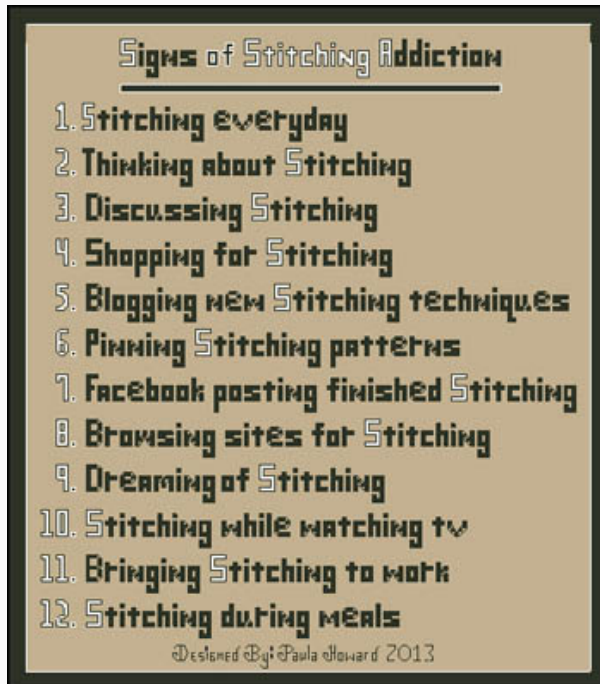 Signs of Stitching Addiction
1. Stitching everyday
2. Thinking about Stitching
3. Discussing Stitching
4. Shopping for Stitching
5. Blogging new Stitching techniques
6. Pinning Stitching patterns
7. Facebook posting finished Stitching
8. Browsing sites for Stitching
9. Dreaming of Stitching
10. Stitching while watching tv
11. Bringing Stitching to work
12. Stitching during meals
Designed By: Paula Howard 2013